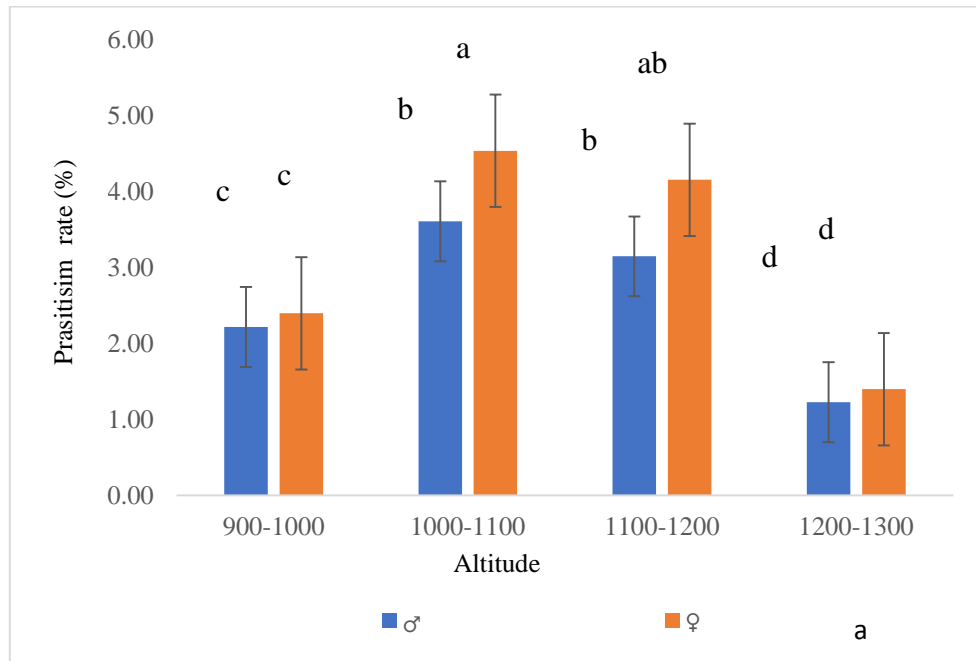 6.00
a
ab
5.00
b
b
4.00
c
c
d
3.00
d
2.00
1.00
0.00
Prasitisim rate (%)
900-1000 1000-1100 1100-1200 1200-1300
Altitude
♂ ♀
a